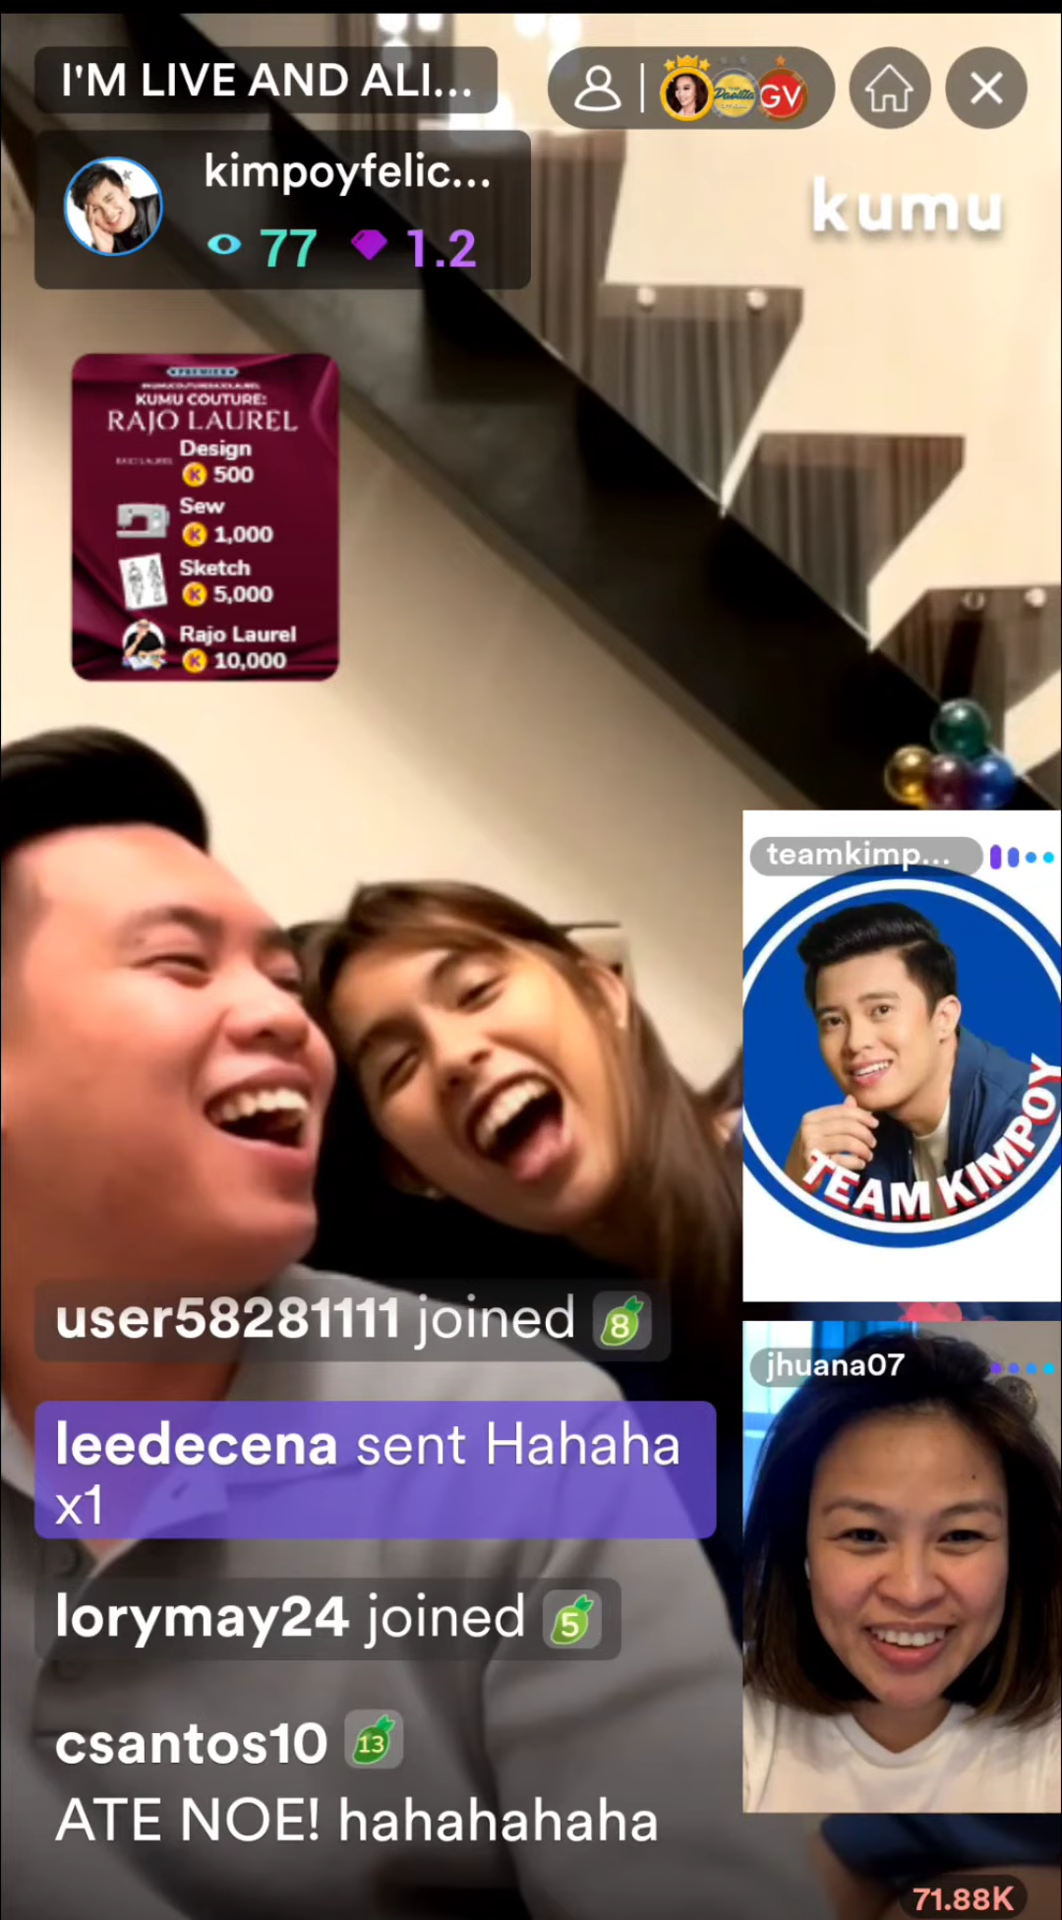 I'M LIVE AND ALI...
GV
kimpoyfelic...
77 1.2
kumu
PREMIER
KUMU COUTURE:
RAJO LAUREL
Design
500
Sew
1,000
Sketch
5,000
Rajo Laurel
10,000
teamkimp...
TEAM KIMPOY
user58281111 joined 8
jhuana07
leedecena sent Hahaha
x1
lorymay24 joined 5
csantos10 13
ATE NOE! hahahahaha
71.88K